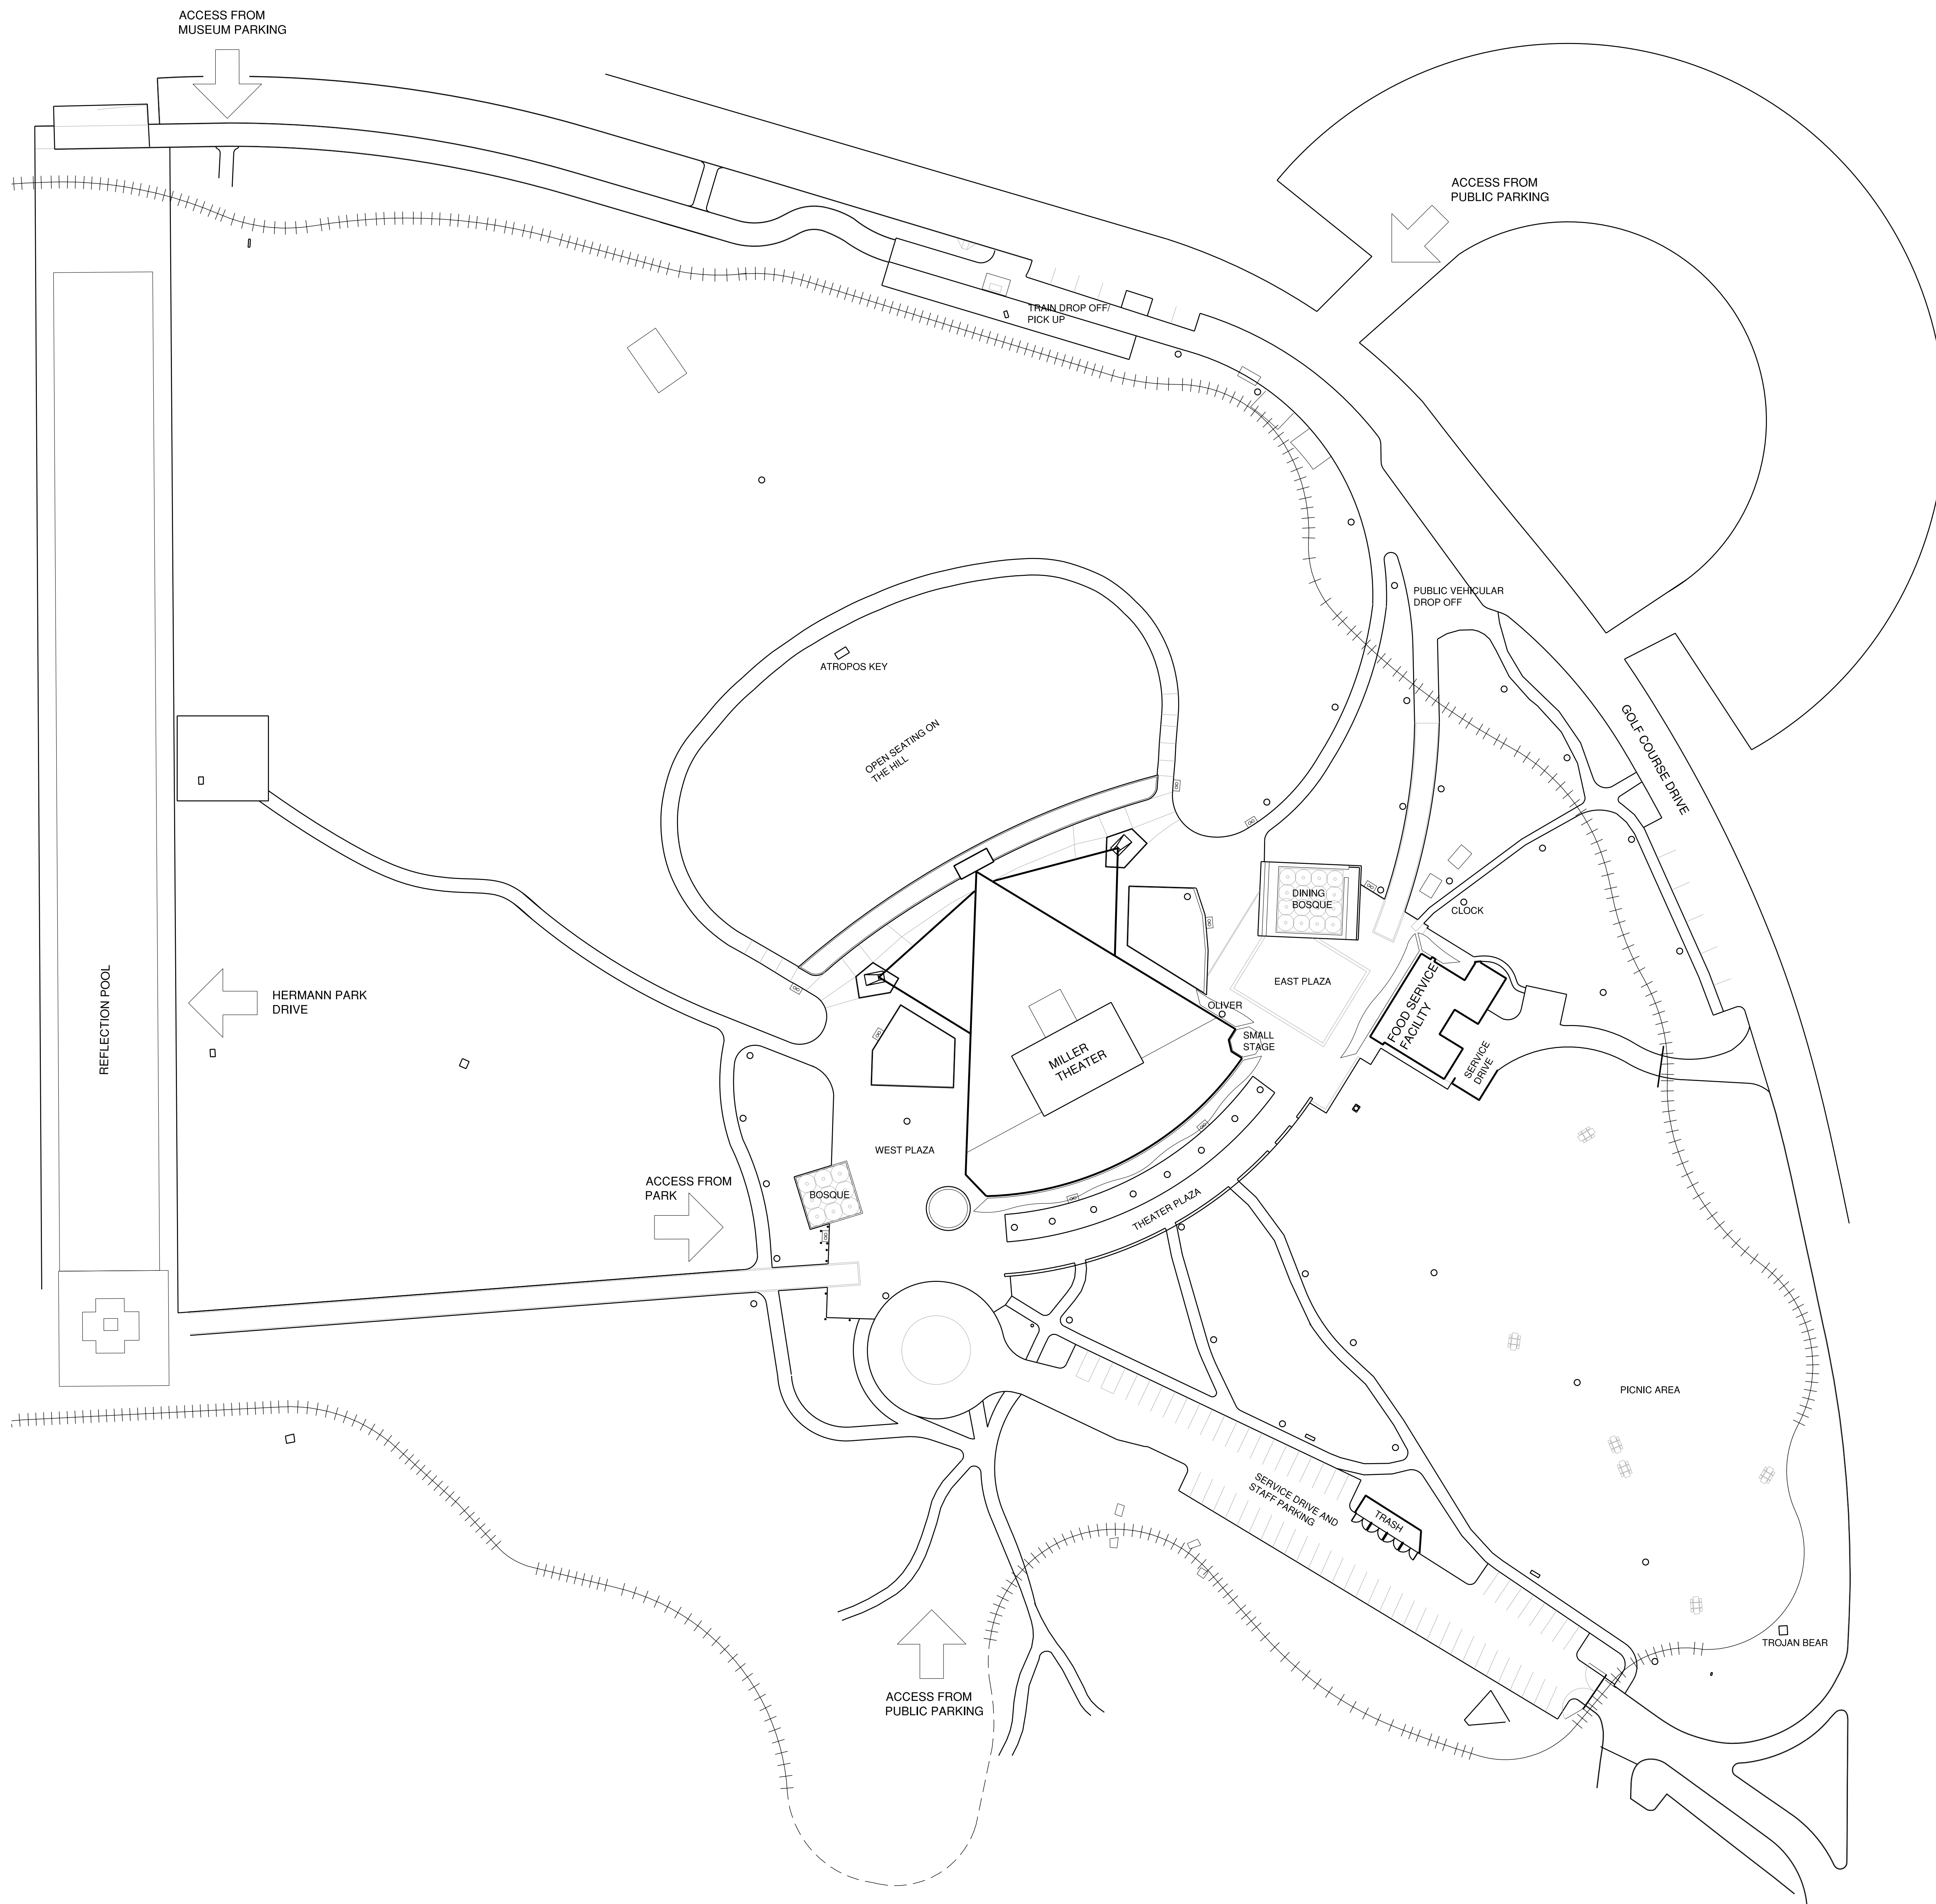 ACCESS FROM
MUSEUM PARKING
ACCESS FROM
PUBLIC PARKING
TRAIN DROP OFF/
PICK UP
PUBLIC VEHICULAR
DROP OFF
ATROPOS KEY
GOLF COURSE DRIVE
OPEN SEATING ON
THE HILL
DINING
BOSQUE
CLOCK
REFLECTION POOL
HERMANN PARK
DRIVE
EAST PLAZA
OLIVER
FOOD SERVICE
FACILITY
SMALL
STAGE
MILLER
THEATER
SERVICE
DRIVE
WEST PLAZA
ACCESS FROM
PARK
BOSQUE
THEATER PLAZA
PICNIC AREA
SERVICE DRIVE AND
STAFF PARKING
TRASH
TROJAN BEAR
ACCESS FROM
PUBLIC PARKING